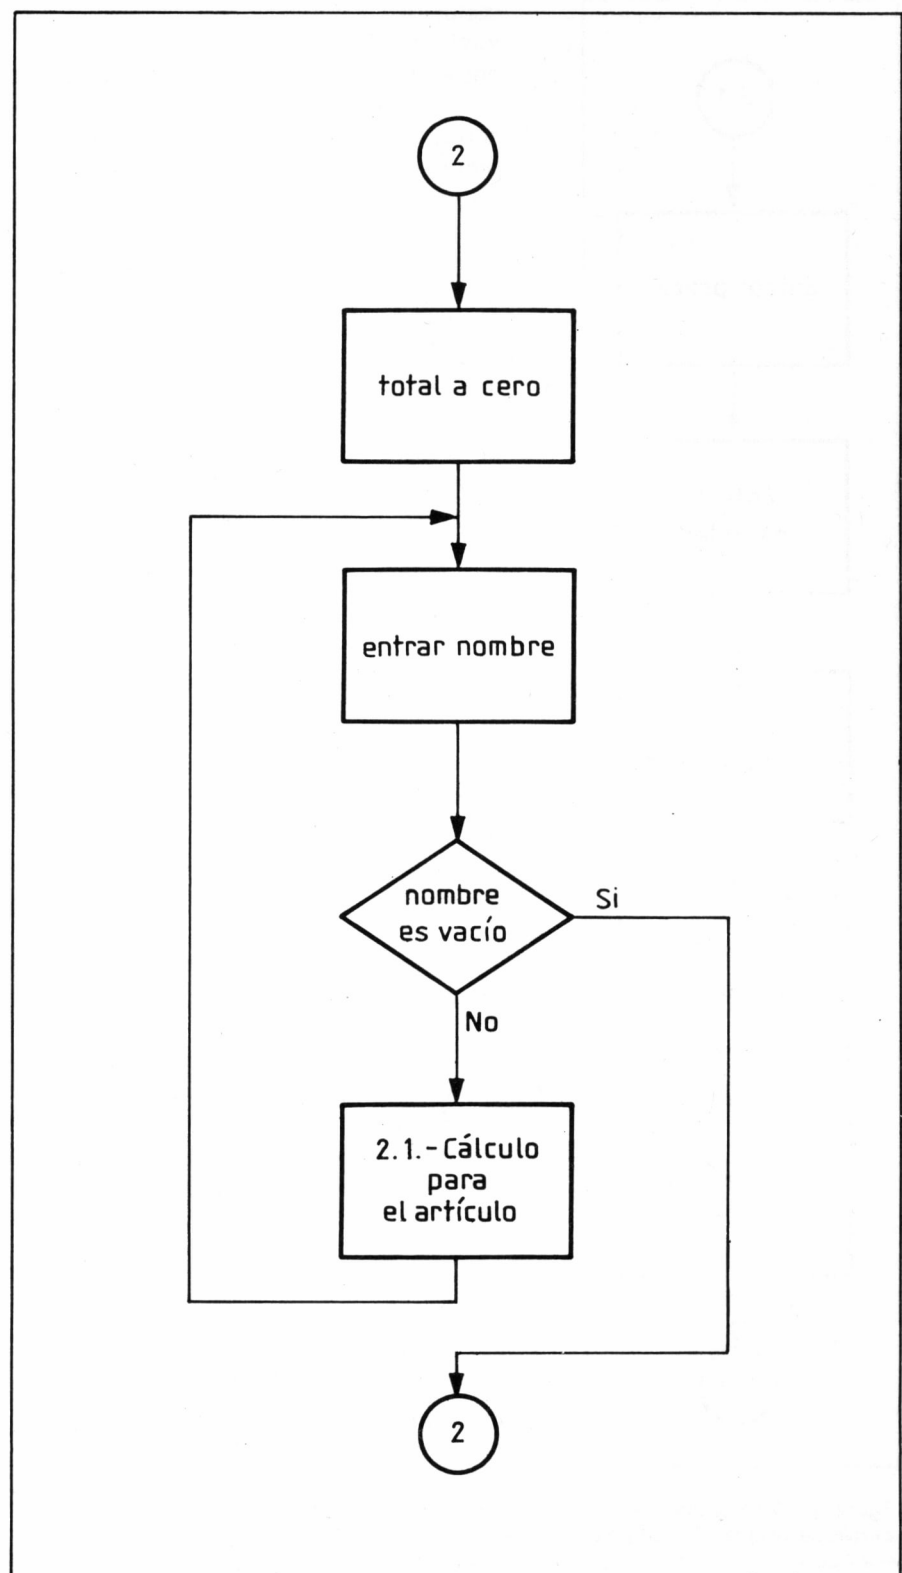 2
total a cero
entrar nombre
nombre
es vacío
Si
No
2.1.-Cálculo
para
el artículo
2